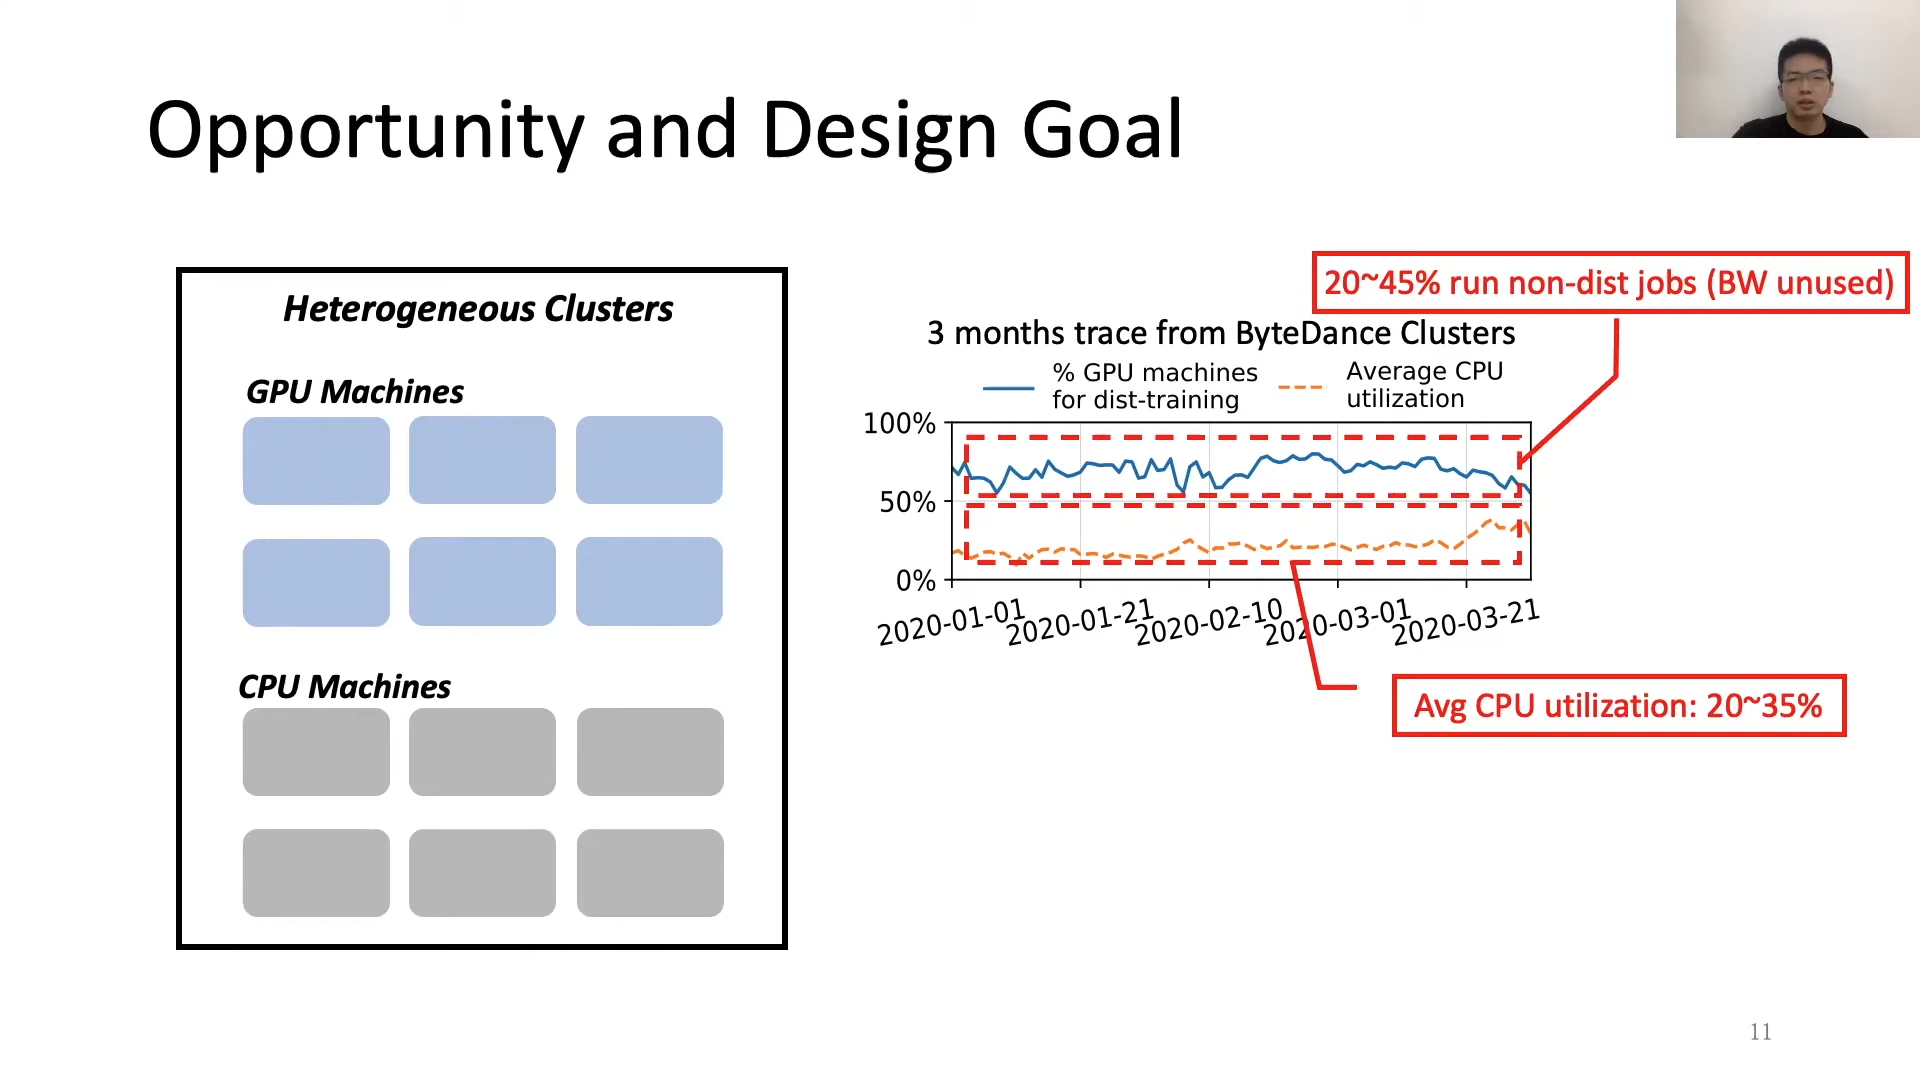 Opportunity and Design Goal
Heterogeneous Clusters
GPU Machines
CPU Machines
20~45% run non-dist jobs (BW unused)
3 months trace from ByteDance Clusters
% GPU machines
for dist-training
Average CPU
utilization
100%
50%
0%
2020-01-01
2020-01-21
2020-02-10
2020-03-01
2020-03-21
Avg CPU utilization: 20~35%
11